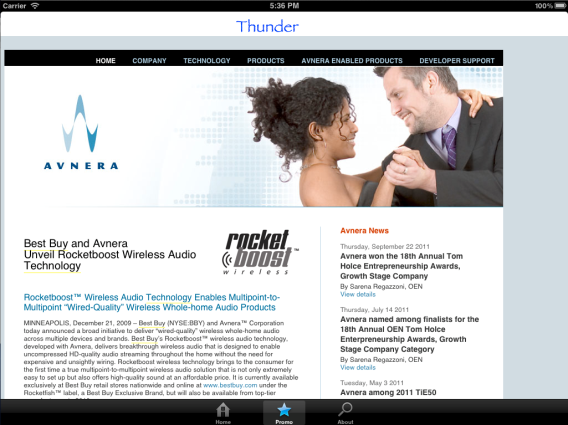 Carrier 5:36 PM 100%
Thunder
HOME COMPANY TECHNOLOGY PRODUCTS AVNERA ENABLED PRODUCTS DEVELOPER SUPPORT
AVNERA
Best Buy and Avnera
Unveil Rocketboost Wireless Audio
Technology
rocket
boost™
wireless
Rocketboost™ Wireless Audio Technology Enables Multipoint-to-
Multipoint “Wired-Quality” Wireless Whole-home Audio Products
MINNEAPOLIS, December 21, 2009 – Best Buy (NYSE:BBY) and Avnera™ Corporation
today announced a broad initiative to deliver “wired-quality” wireless whole-home audio
across multiple devices and brands. Best Buy's Rocketboost™ wireless audio technology,
developed with Avnera, delivers breakthrough wireless audio that is designed to enable
uncompressed HD-quality audio streaming throughout the home without the need for
expensive and unsightly wiring. Rocketboost wireless technology brings to the consumer for
the first time a true multipoint-to-multipoint wireless audio solution that is not only extremely
easy to set up but also offers high-quality sound at an affordable price. It is currently available
exclusively at Best Buy retail stores nationwide and online at www.bestbuy.com under the
Rocketfish™ label, a Best Buy Exclusive Brand, but will also be available from top-tier
Avnera News
Thursday, September 22 2011
Avnera won the 18th Annual Tom
Holce Entrepreneurship Awards,
Growth Stage Company
By Sarena Regazzoni, OEN
View details
Thursday, July 14 2011
Avnera named among finalists for the
18th Annual OEN Tom Holce
Entrepreneurship Awards, Growth
Stage Company Category
By Sarena Regazzoni, OEN
View details
Tuesday, May 3 2011
Avnera among 2011 TiE50
Home Promo About